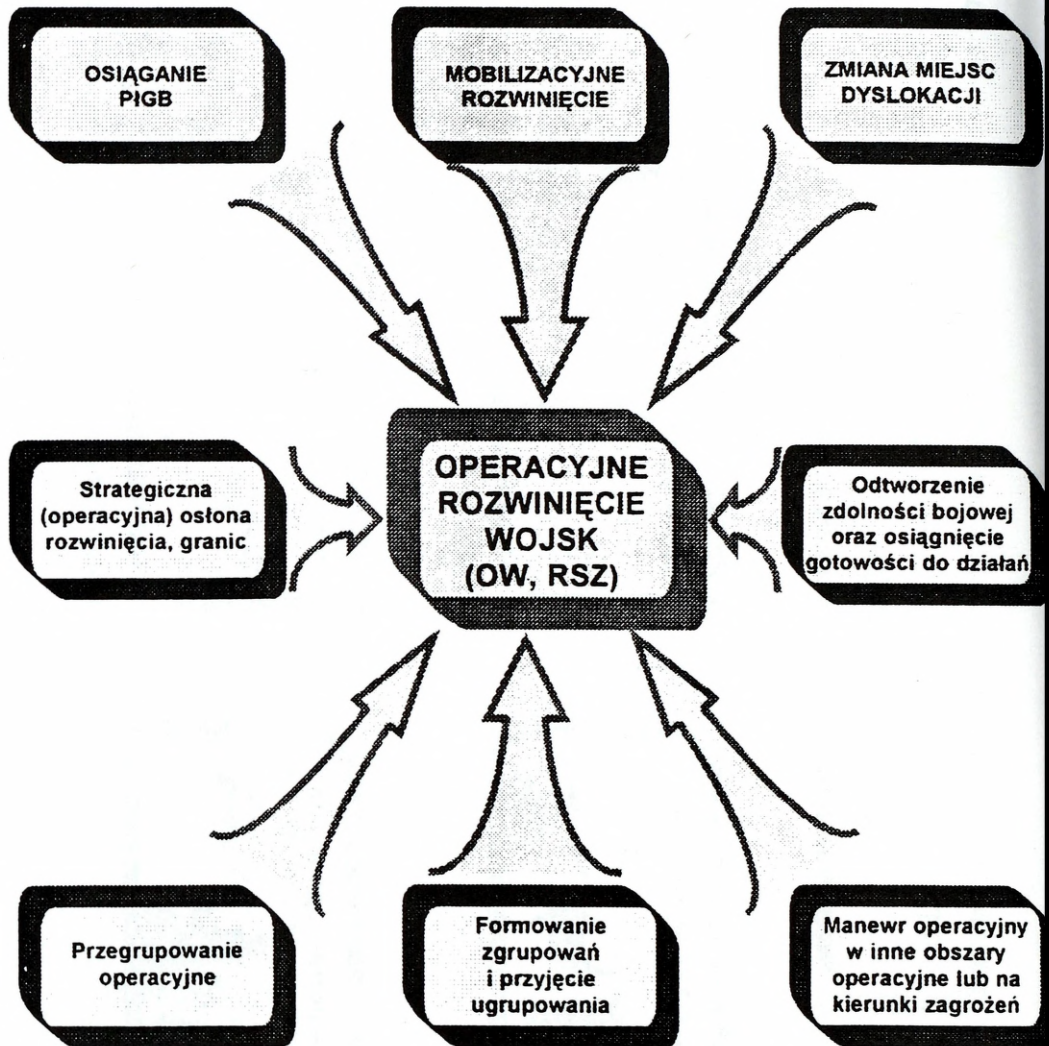 OSIĄGANIE
PŁGB
MOBILIZACYJNE
ROZWINIĘCIE
ZMIANA MIEJSC
DYSLOKACJI
Strategiczna
(operacyjna) osłona
rozwinięcia, granic
OPERACYJNE
ROZWINIĘCIE
WOJSK
(OW, RSZ)
Odtworzenie
zdolności bojowej
oraz osiągnięcie
gotowości do działań
Przegrupowanie
operacyjne
Formowanie
zgrupowań
i przyjęcie
ugrupowania
Manewr operacyjny
w inne obszary
operacyjne lub na
kierunki zagrożeń